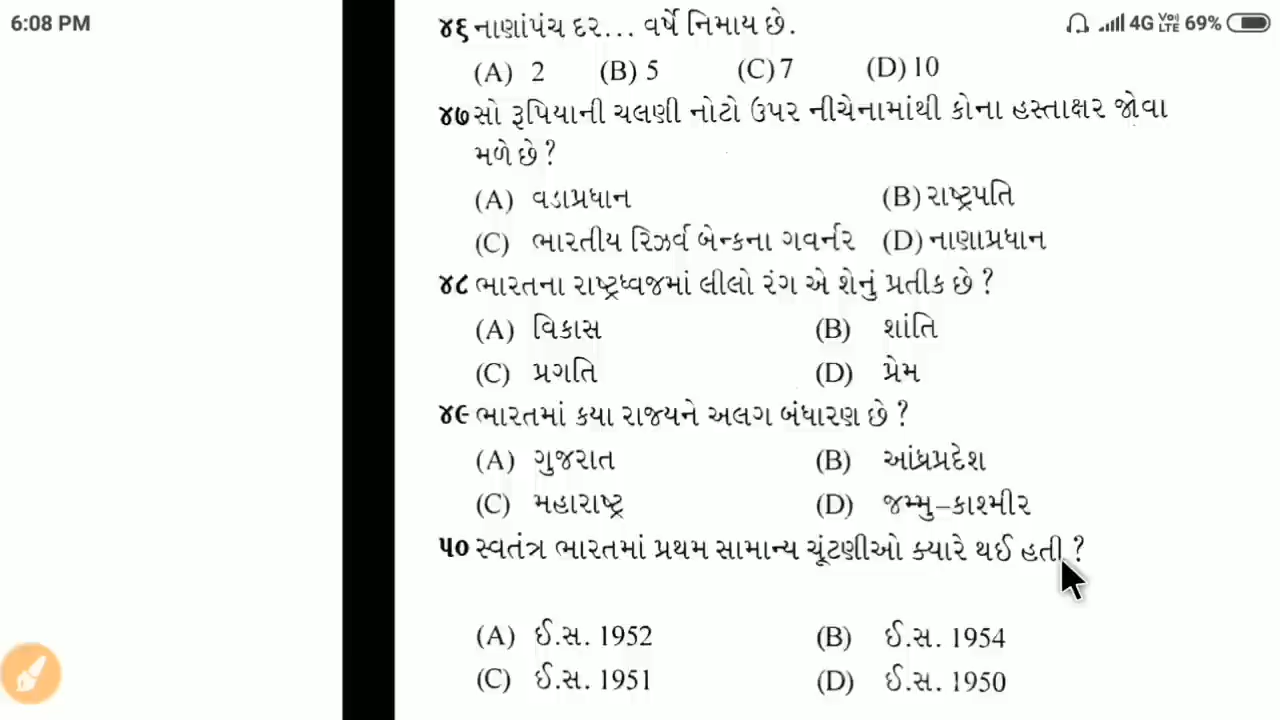 6:08 PM
4G VoLTE 69%
૪૬ નાણાંપંચ દર... વર્ષે નિમાય છે.
(A) 2 (B) 5 (C) 7 (D) 10
૪૭ સો રૂપિયાની ચલણી નોટો ઉપર નીચેનામાંથી કોના હસ્તાક્ષર જોવા
મળે છે ?
(A) વડાપ્રધાન (B) રાષ્ટ્રપતિ
(C) ભારતીય રિઝર્વ બેન્કના ગવર્નર (D) નાણાપ્રધાન
૪૮ ભારતના રાષ્ટ્રધ્વજમાં લીલો રંગ એ શેનું પ્રતીક છે ?
(A) વિકાસ (B) શાંતિ
(C) પ્રગતિ (D) પ્રેમ
૪૯ ભારતમાં કયા રાજ્યને અલગ બંધારણ છે ?
(A) ગુજરાત (B) આંધ્રપ્રદેશ
(C) મહારાષ્ટ્ર (D) જમ્મુ–કાશ્મીર
૫૦ સ્વતંત્ર ભારતમાં પ્રથમ સામાન્ય ચૂંટણીઓ ક્યારે થઈ હતી ?
(A) ઈ.સ. 1952 (B) ઈ.સ. 1954
(C) ઈ.સ. 1951 (D) ઈ.સ. 1950